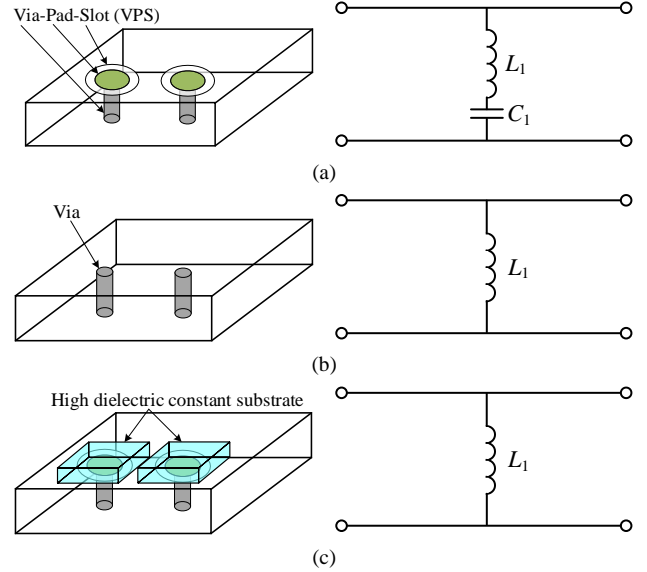 Via-Pad-Slot (VPS)
L1
C1
(a)
Via
L1
(b)
High dielectric constant substrate
L1
(c)